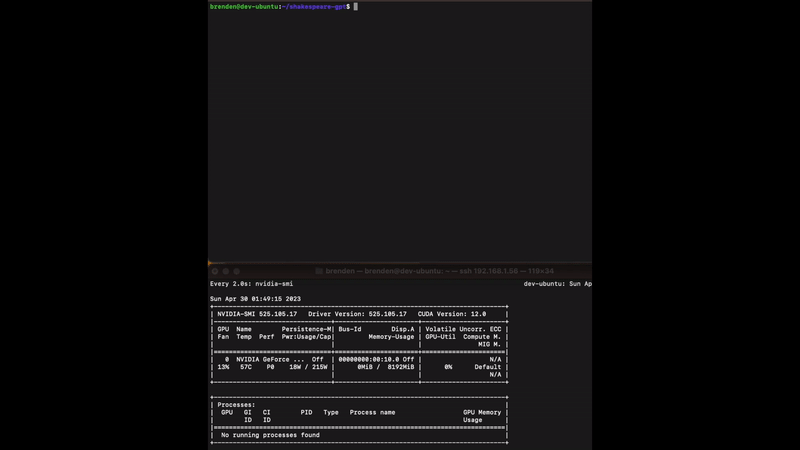 brenden@dev-ubuntu:~/shakespeare-gpt$
brenden — brenden@dev-ubuntu: ~ — ssh 192.168.1.50 — 119×34
Every 2.0s: nvidia-smi dev-ubuntu: Sun Ap
Sun Apr 30 01:49:15 2023
NVIDIA-SMI 525.105.17 Driver Version: 525.105.17 CUDA Version: 12.0
GPU Name Persistence-M| Bus-Id Disp.A | Volatile Uncorr. ECC
Fan Temp Perf Pwr:Usage/Cap| Memory-Usage | GPU-Util Compute M.
MIG M.
0 NVIDIA GeForce ... Off | 00000000:00:10.0 Off | N/A
13% 57C P0 18W / 215W | 0MiB / 8192MiB | 0% Default
N/A
Processes:
GPU GI CI PID Type Process name GPU Memory
ID ID Usage
No running processes found